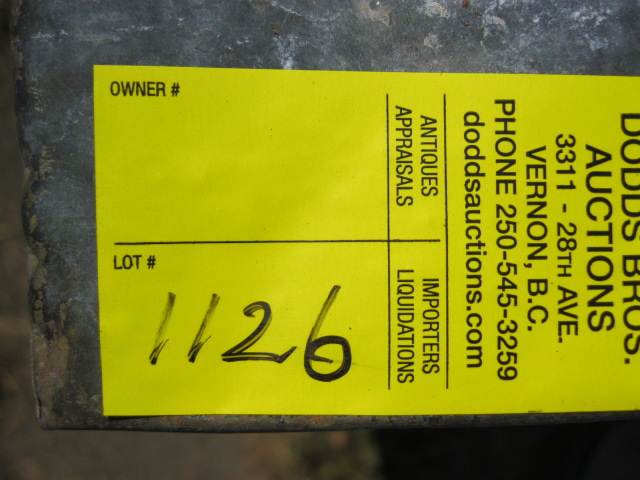 OWNER #
LOT #
1126
ANTIQUES
APPRAISALS
IMPORTERS
LIQUIDATIONS
DODDS BROS.
AUCTIONS
3311 - 28TH AVE.
VERNON, B.C.
PHONE 250-545-3259
doddsauctions.com